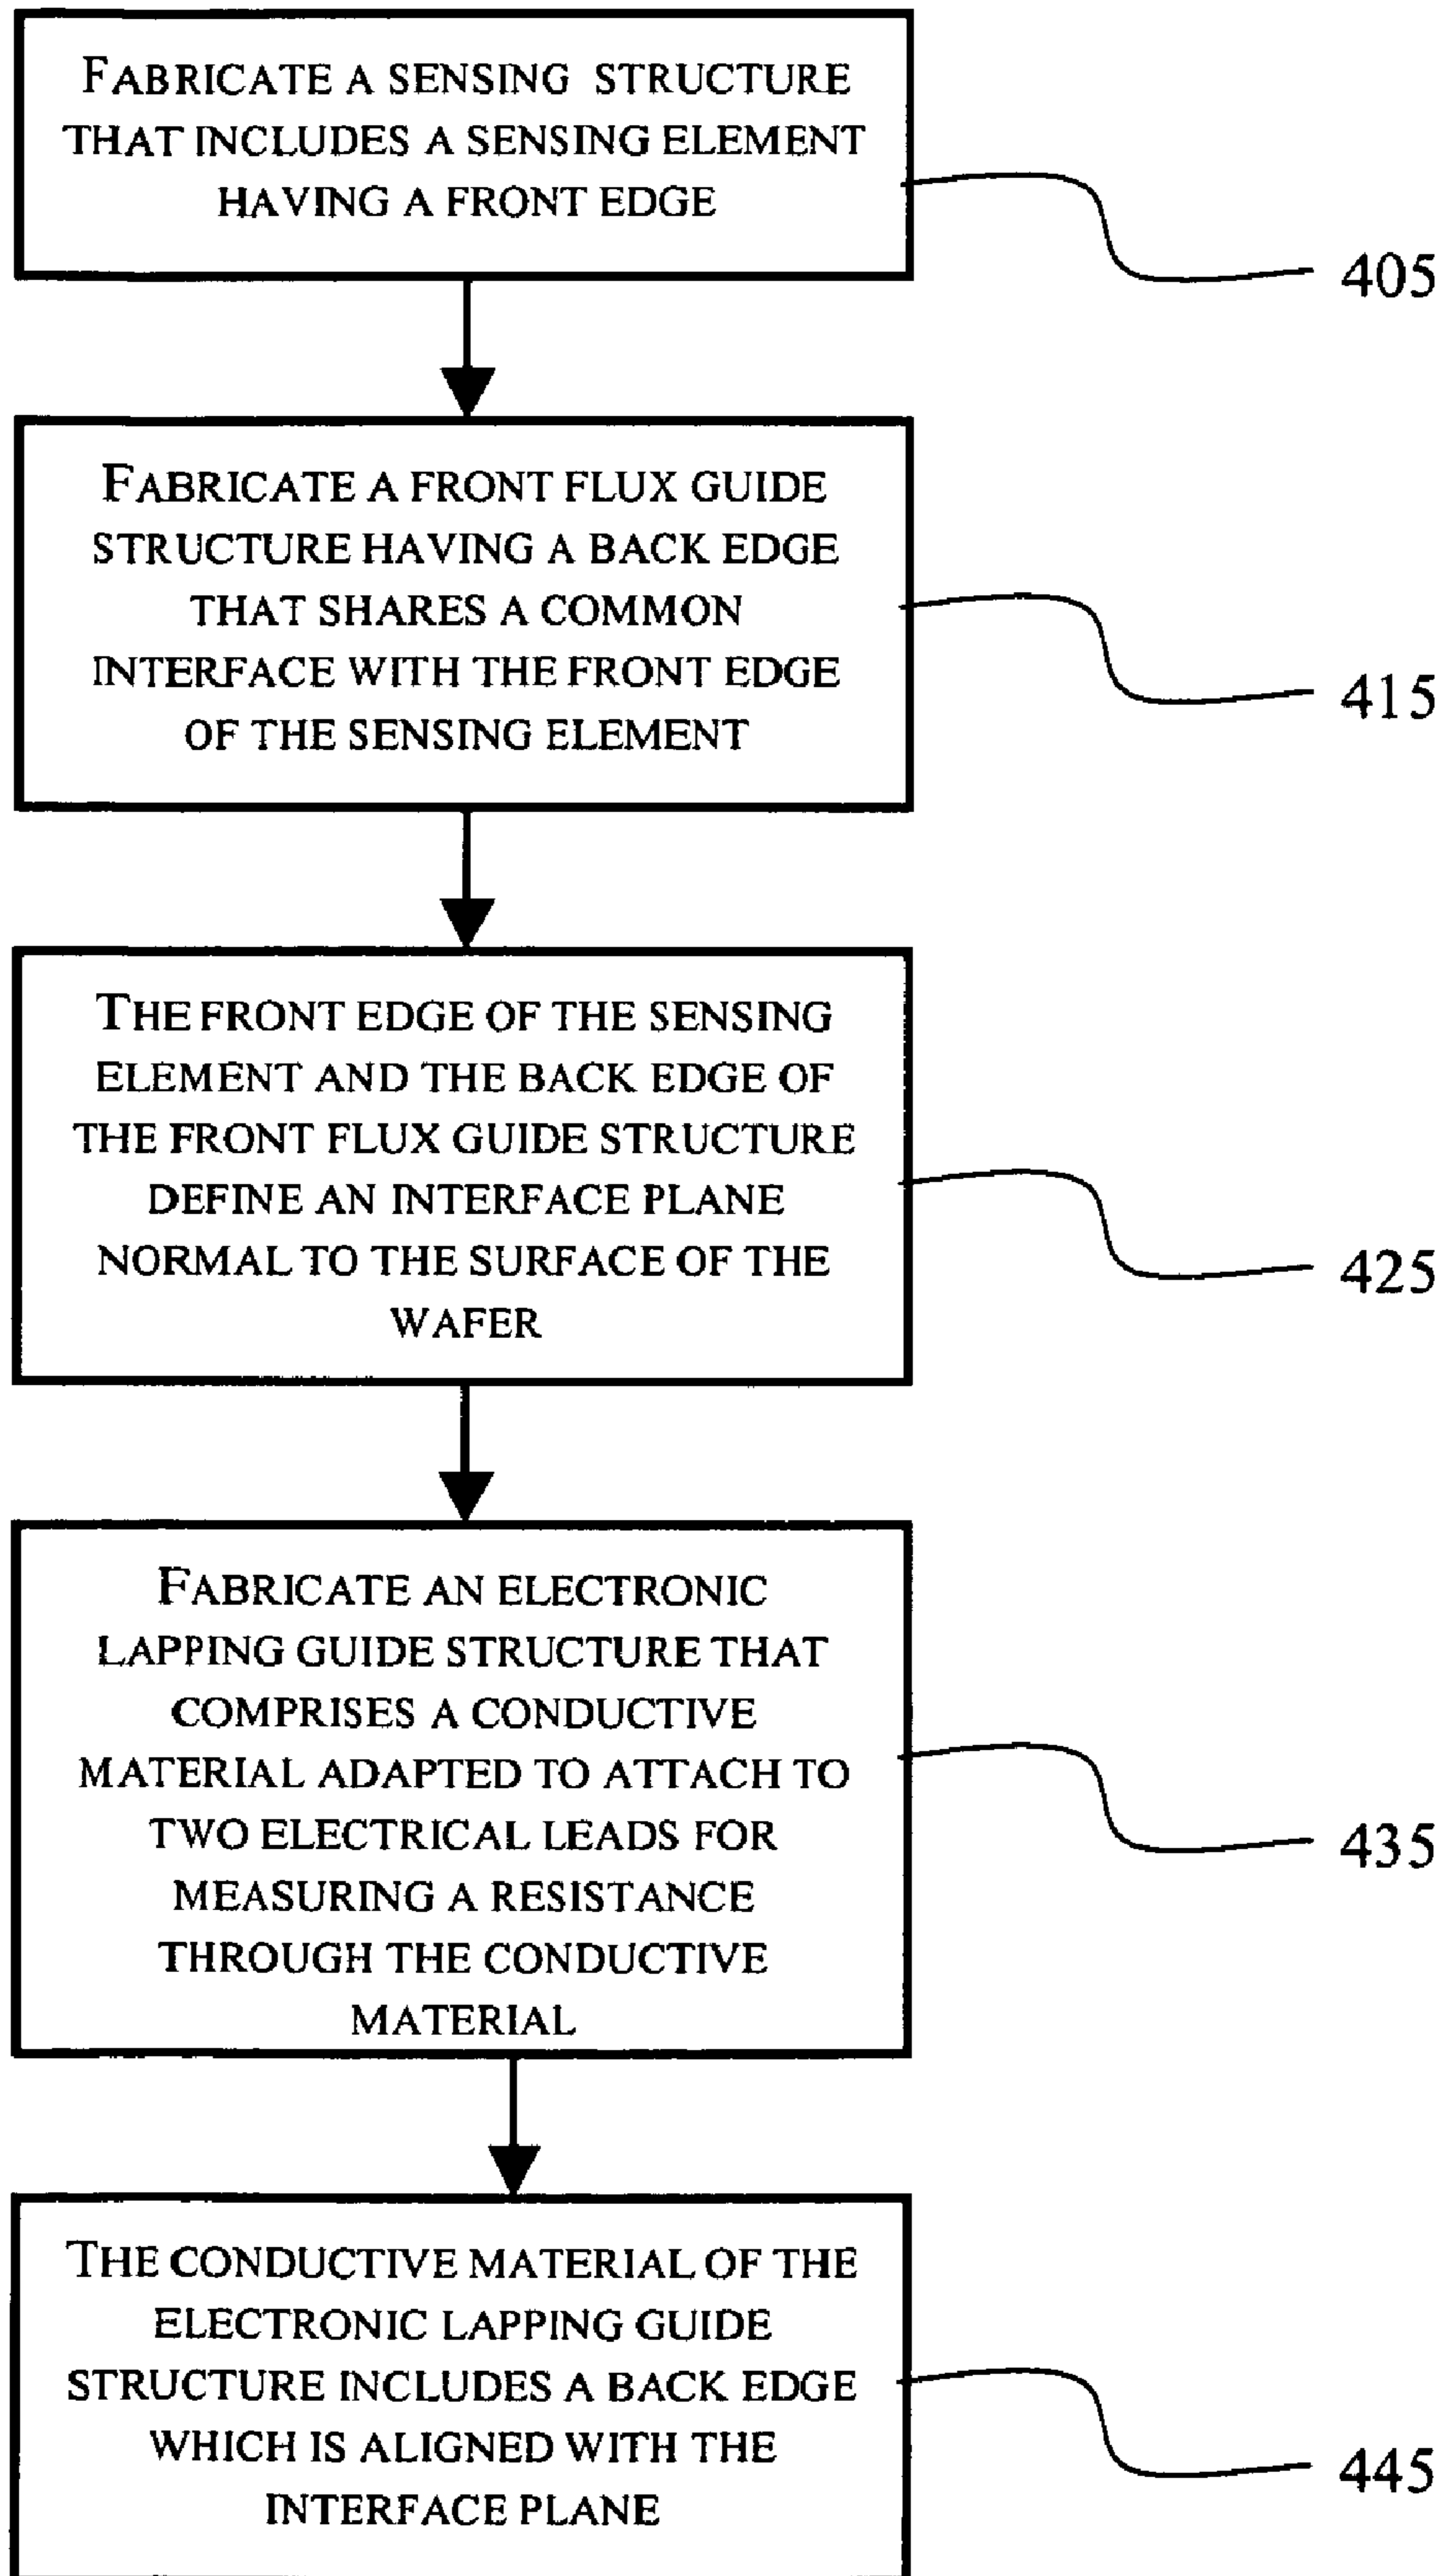 FABRICATE A SENSING STRUCTURE
THAT INCLUDES A SENSING ELEMENT
HAVING A FRONT EDGE
405
FABRICATE A FRONT FLUX GUIDE
STRUCTURE HAVING A BACK EDGE
THAT SHARES A COMMON
INTERFACE WITH THE FRONT EDGE
OF THE SENSING ELEMENT
415
THE FRONT EDGE OF THE SENSING
ELEMENT AND THE BACK EDGE OF
THE FRONT FLUX GUIDE STRUCTURE
DEFINE AN INTERFACE PLANE
NORMAL TO THE SURFACE OF THE
WAFER
425
FABRICATE AN ELECTRONIC
LAPPING GUIDE STRUCTURE THAT
COMPRISES A CONDUCTIVE
MATERIAL ADAPTED TO ATTACH TO
TWO ELECTRICAL LEADS FOR
MEASURING A RESISTANCE
THROUGH THE CONDUCTIVE
MATERIAL
435
THE CONDUCTIVE MATERIAL OF THE
ELECTRONIC LAPPING GUIDE
STRUCTURE INCLUDES A BACK EDGE
WHICH IS ALIGNED WITH THE
INTERFACE PLANE
445